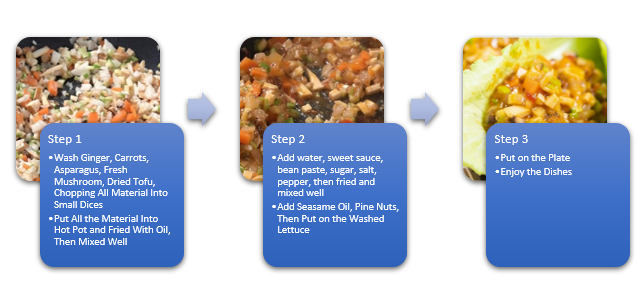 Step 1
•Wash Ginger, Carrots,
Asparagus, Fresh
Mushroom, Dried Tofu,
Chopping All Material Into
Small Dices
•Put All the Material Into
Hot Pot and Fried With Oil,
Then Mixed Well
Step 2
•Add water, sweet sauce,
bean paste, sugar, salt,
pepper, then fried and
mixed well
•Add Seasame Oil, Pine Nuts,
Then Put on the Washed
Lettuce
Step 3
•Put on the Plate
•Enjoy the Dishes